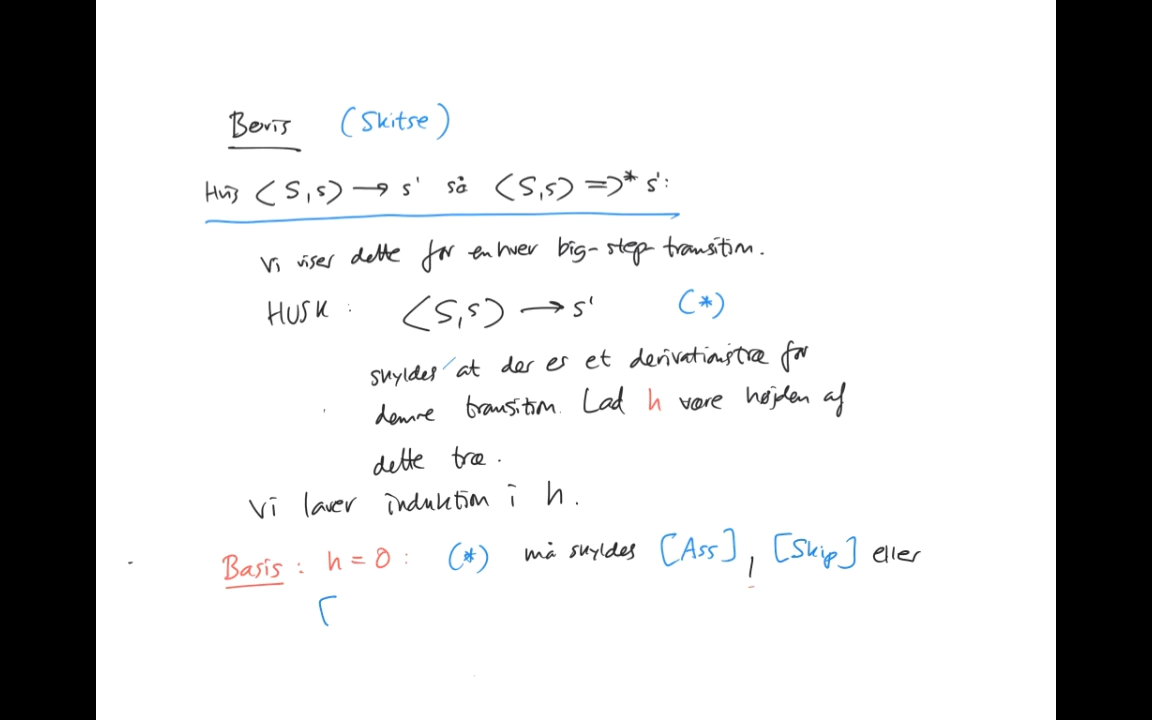 Bevis (Skitse)
Hvis ⟨S,s⟩ → s' så ⟨S,s⟩ =>* s':
Vi viser dette for enhver big-step-transition.
HUSK : ⟨S,s⟩ → s' (*)
skyldes at der er et derivationstræ for
denne transition. Lad h være højden af
dette træ.
Vi laver induktion i h.
Basis : h = 0 : (*) må skyldes [Ass], [Skip] eller
[